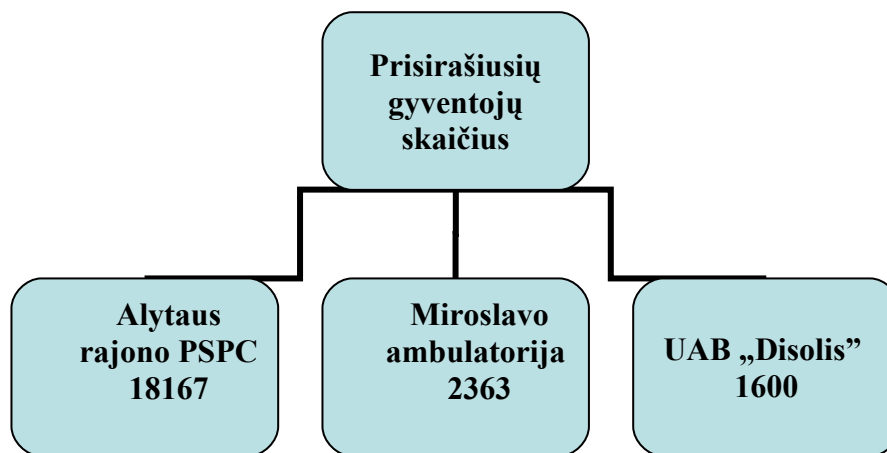 Prisirašiusių
gyventojų
skaičius
Alytaus
rajono PSPC
18167
Miroslavo
ambulatorija
2363
UAB „Disolis”
1600